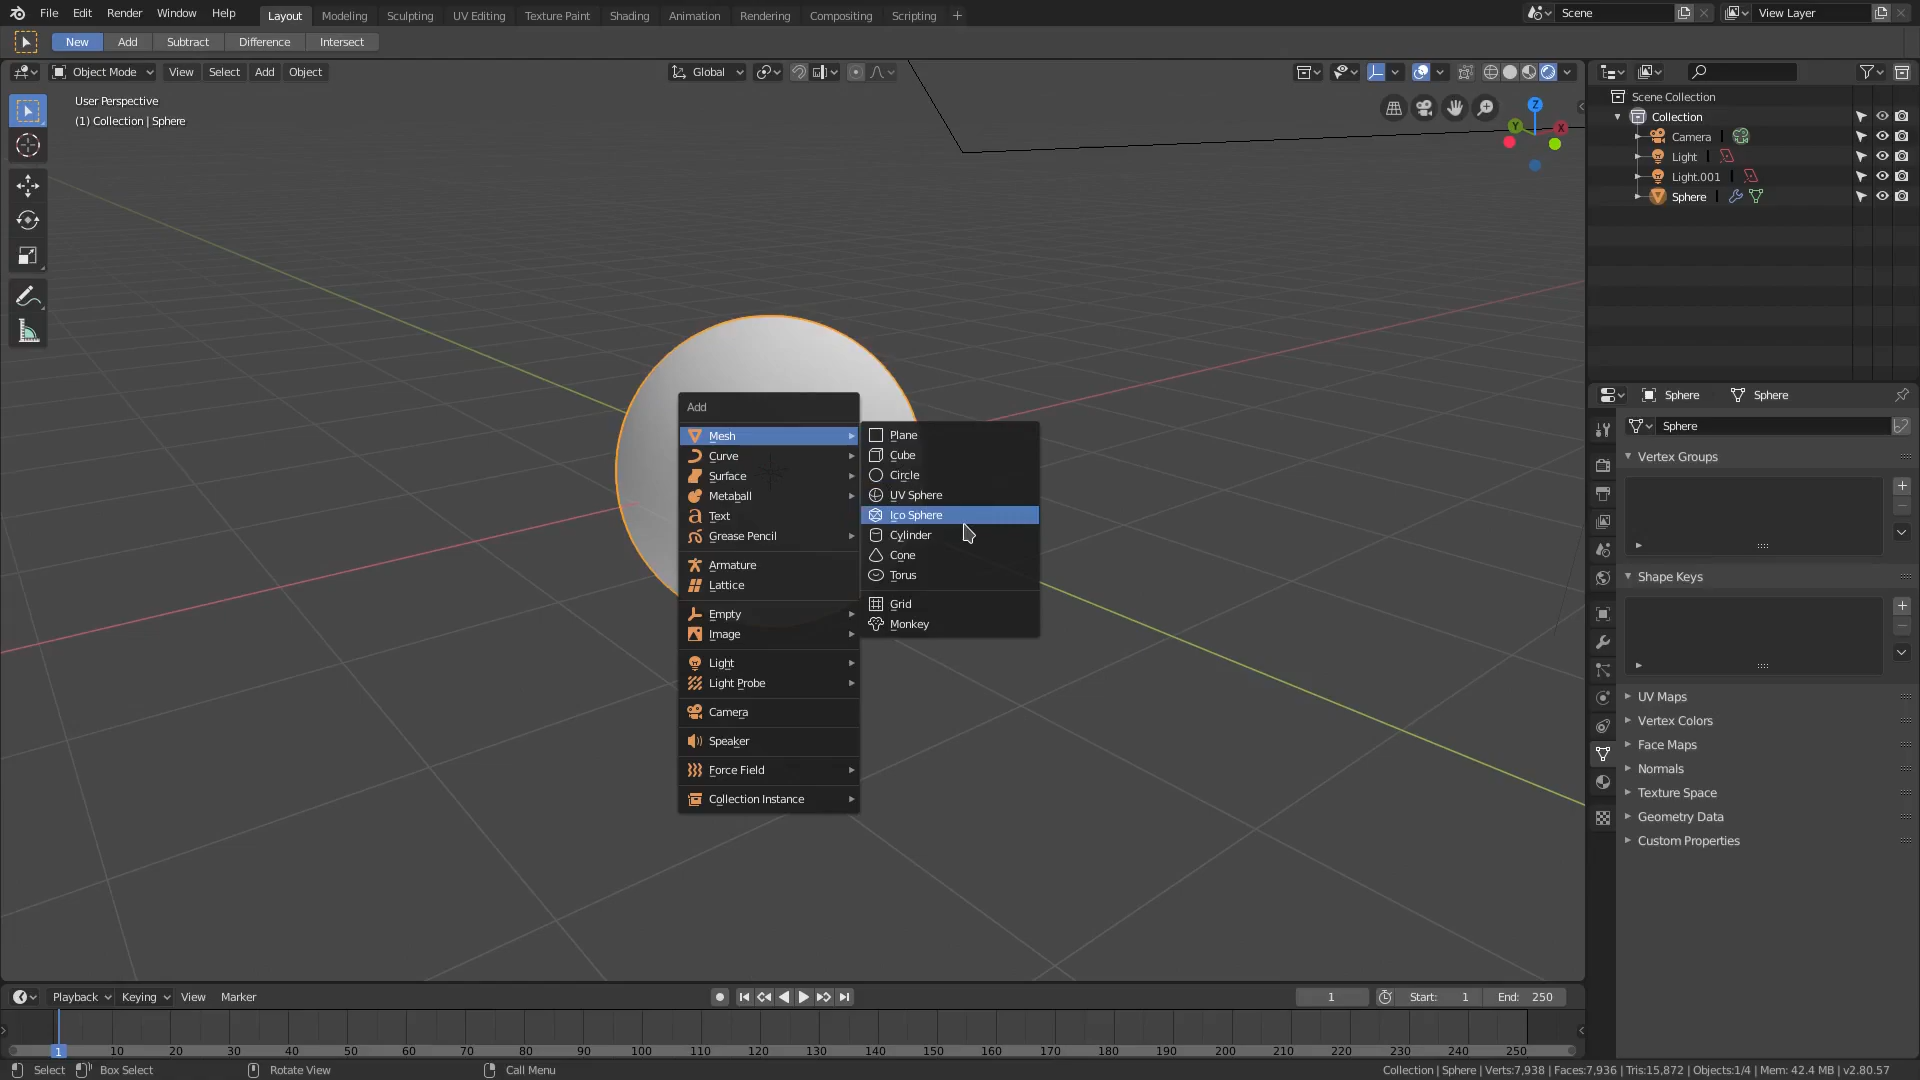 File Edit Render Window Help Layout Modeling Sculpting UV Editing Texture Paint Shading Animation Rendering Compositing Scripting + Scene View Layer
New Add Subtract Difference Intersect
Object Mode View Select Add Object Global
User Perspective
(1) Collection | Sphere
Z
Y
X
Add
Mesh
Curve
Surface
Metaball
Text
Grease Pencil
Armature
Lattice
Empty
Image
Light
Light Probe
Camera
Speaker
Force Field
Collection Instance
Plane
Cube
Circle
UV Sphere
Ico Sphere
Cylinder
Cone
Torus
Grid
Monkey
Scene Collection
Collection
Camera
Light
Light.001
Sphere
Sphere Sphere
Sphere
Vertex Groups
Shape Keys
UV Maps
Vertex Colors
Face Maps
Normals
Texture Space
Geometry Data
Custom Properties
Playback Keying View Marker 1 Start: 1 End: 250
1 10 20 30 40 50 60 70 80 90 100 110 120 130 140 150 160 170 180 190 200 210 220 230 240 250
Select Box Select Rotate View Call Menu Collection | Sphere | Verts:7,938 | Faces:7,936 | Tris:15,872 | Objects:1/4 | Mem: 42.4 MB | v2.80.57